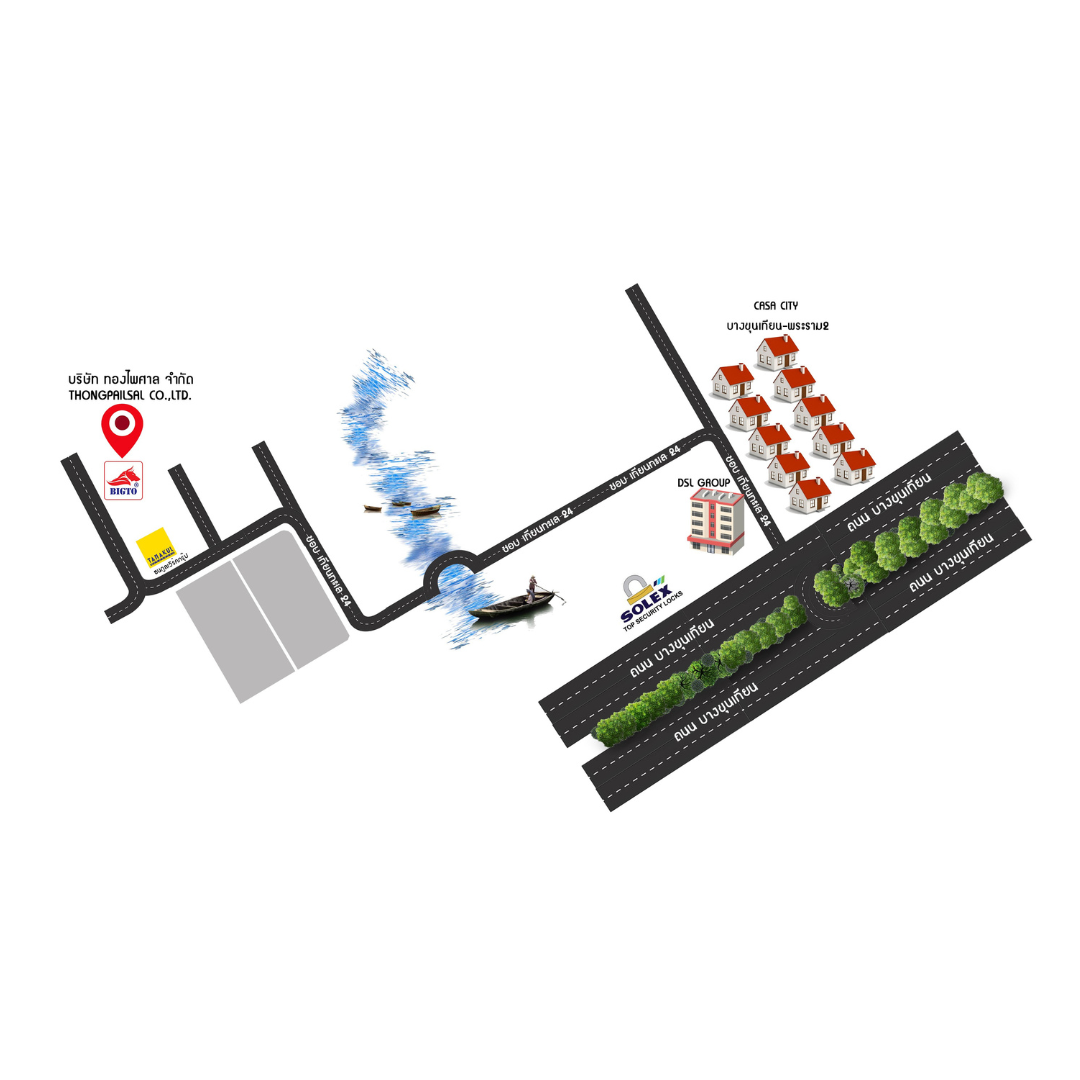 CASA CITY
บางขุนเทียน-พระราม2
บริษัท ทองไพศาล จำกัด
THONGPAILSAL CO.,LTD.
BIGTO®
TANAKUL
ซอบ เทียนทะเล 24
ซอบ เทียนทะเล 24
ซอบ เทียนทะเล 24
ซอบ เทียนทะเล 24
DSL GROUP
SOLEX
TOP SECURITY LOCKS
ถนน บางขุนเทียน
ถนน บางขุนเทียน
ถนน บางขุนเทียน
ถนน บางขุนเทียน